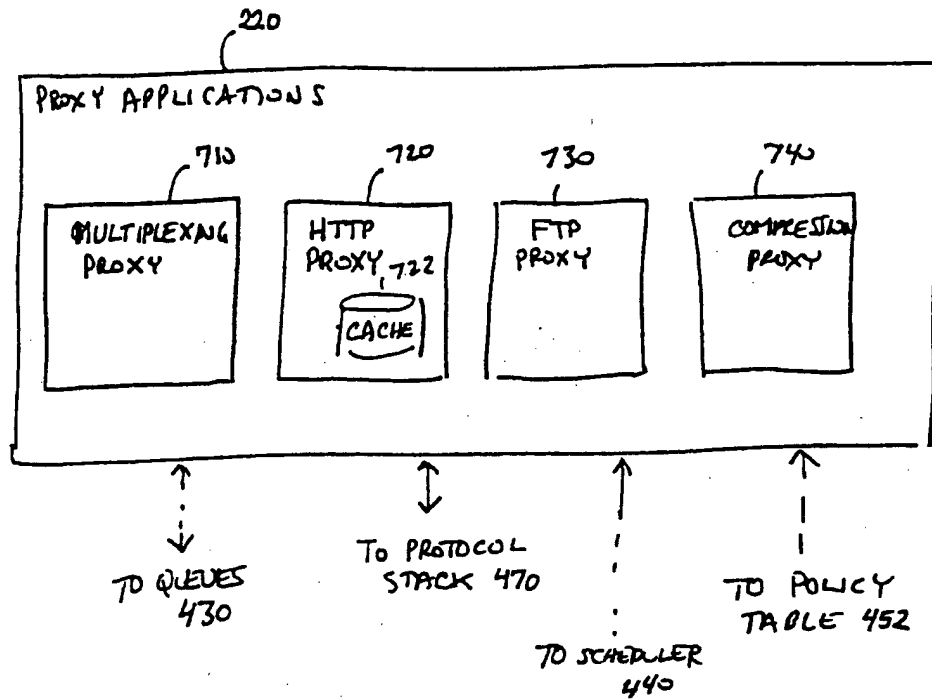 220
PROXY APPLICATIONS
710
720
730
740
MULTIPLEXING
PROXY
HTTP
PROXY
722
CACHE
FTP
PROXY
COMPRESSION
PROXY
TO QUEUES
430
TO PROTOCOL
STACK 470
TO SCHEDULER
440
TO POLICY
TABLE 452